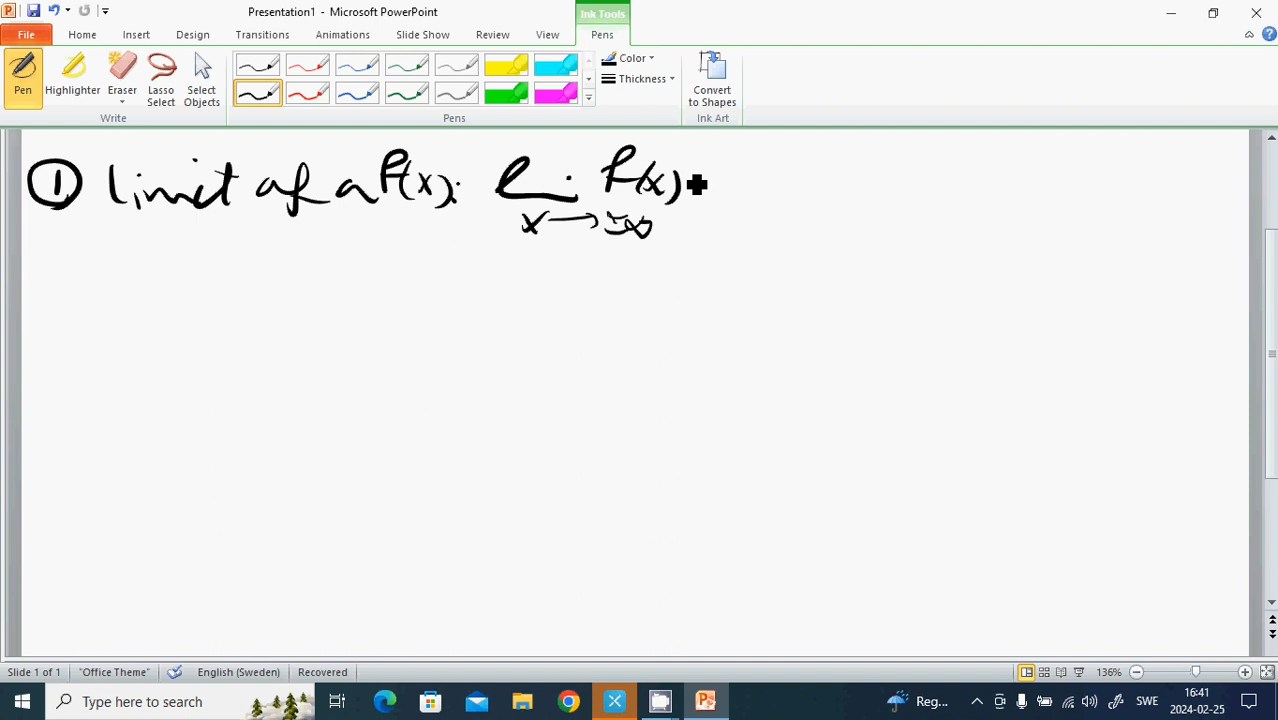 Presentation1 - Microsoft PowerPoint
Ink Tools
File Home Insert Design Transitions Animations Slide Show Review View Pens
Pen Highlighter Eraser Lasso Select Select Objects
Color
Thickness
Convert to Shapes
Write Pens Ink Art
① limit of a f(x): lim f(x)
x → ±∞
Slide 1 of 1 "Office Theme" English (Sweden) Recovered 136%
Type here to search Reg... SWE 16:41 2024-02-25